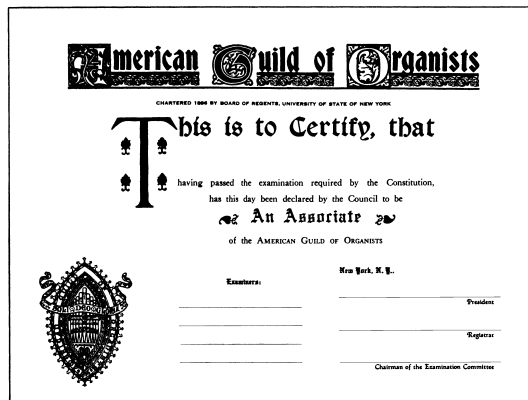 American Guild of Organists
CHARTERED 1896 BY BOARD OF REGENTS, UNIVERSITY OF STATE OF NEW YORK
This is to Certify, that
having passed the examination required by the Constitution,
has this day been declared by the Council to be
An Associate
of the AMERICAN GUILD OF ORGANISTS
New York, N. Y..
Examiners:
President
Registrar
Chairman of the Examination Committee